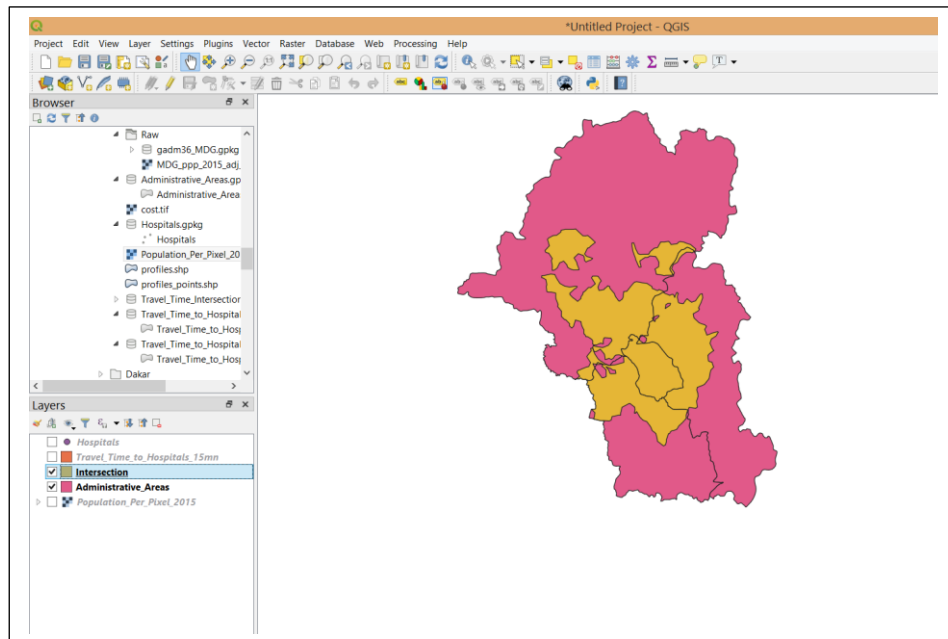 *Untitled Project - QGIS
Project Edit View Layer Settings Plugins Vector Raster Database Web Processing Help
Browser
Raw
gadm36_MDG.gpkg
MDG_ppp_2015_adj_
Administrative_Areas.gp
Administrative_Area
cost.tif
Hospitals.gpkg
Hospitals
Population_Per_Pixel_20
profiles.shp
profiles_points.shp
Travel_Time_Intersection
Travel_Time_to_Hospital
Travel_Time_to_Hosp
Travel_Time_to_Hospital
Travel_Time_to_Hosp
Dakar
Layers
Hospitals
Travel_Time_to_Hospitals_15mn
Intersection
Administrative_Areas
Population_Per_Pixel_2015